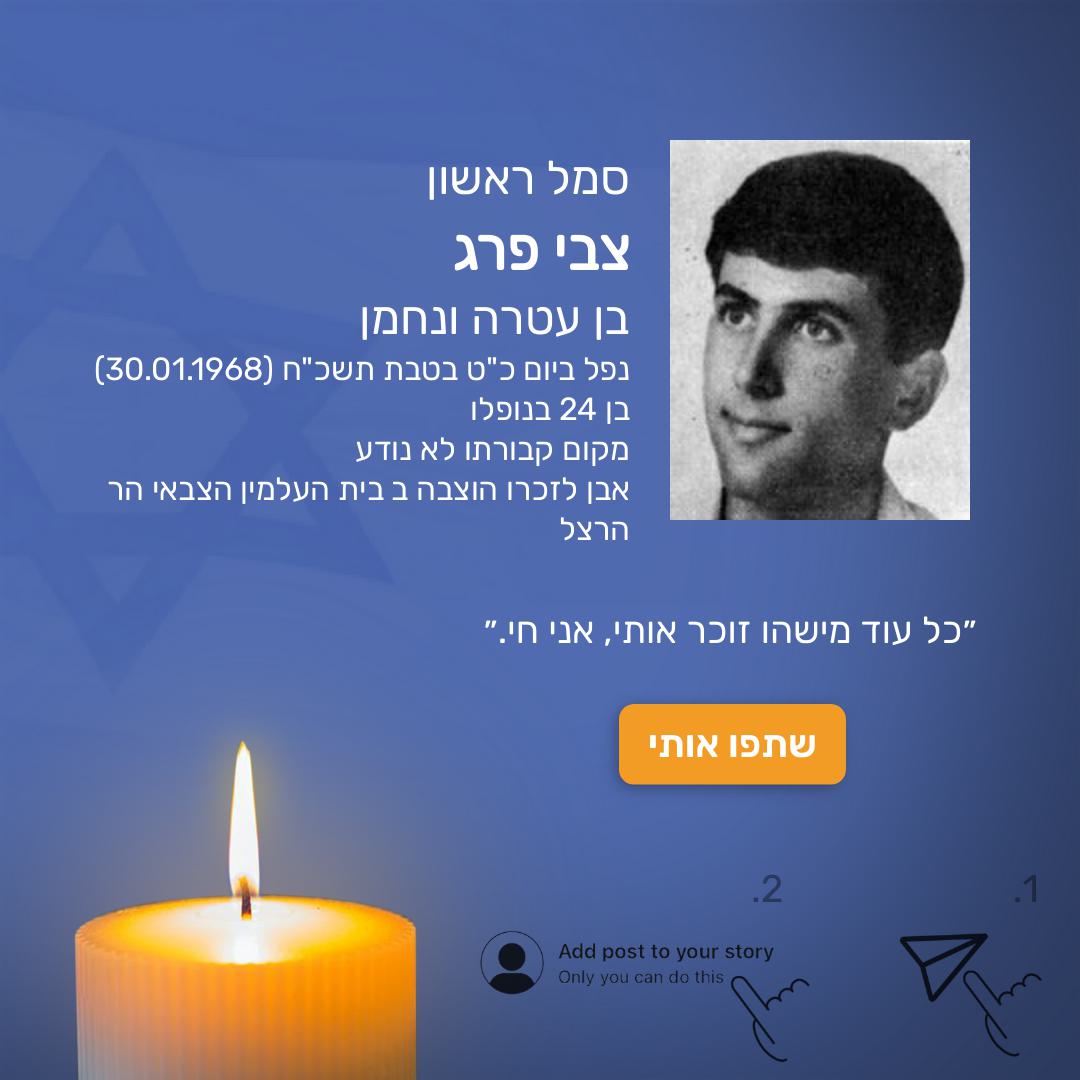 סמל ראשון
צבי פרג
בן עטרה ונחמן
נפל ביום כ"ט בטבת תשכ"ח (30.01.1968)
בן 24 בנופלו
מקום קבורתו לא נודע
אבן לזכרו הוצבה ב בית העלמין הצבאי הר
הרצל
״כל עוד מישהו זוכר אותי, אני חי.״
שתפו אותי
1.
2.
Add post to your story
Only you can do this